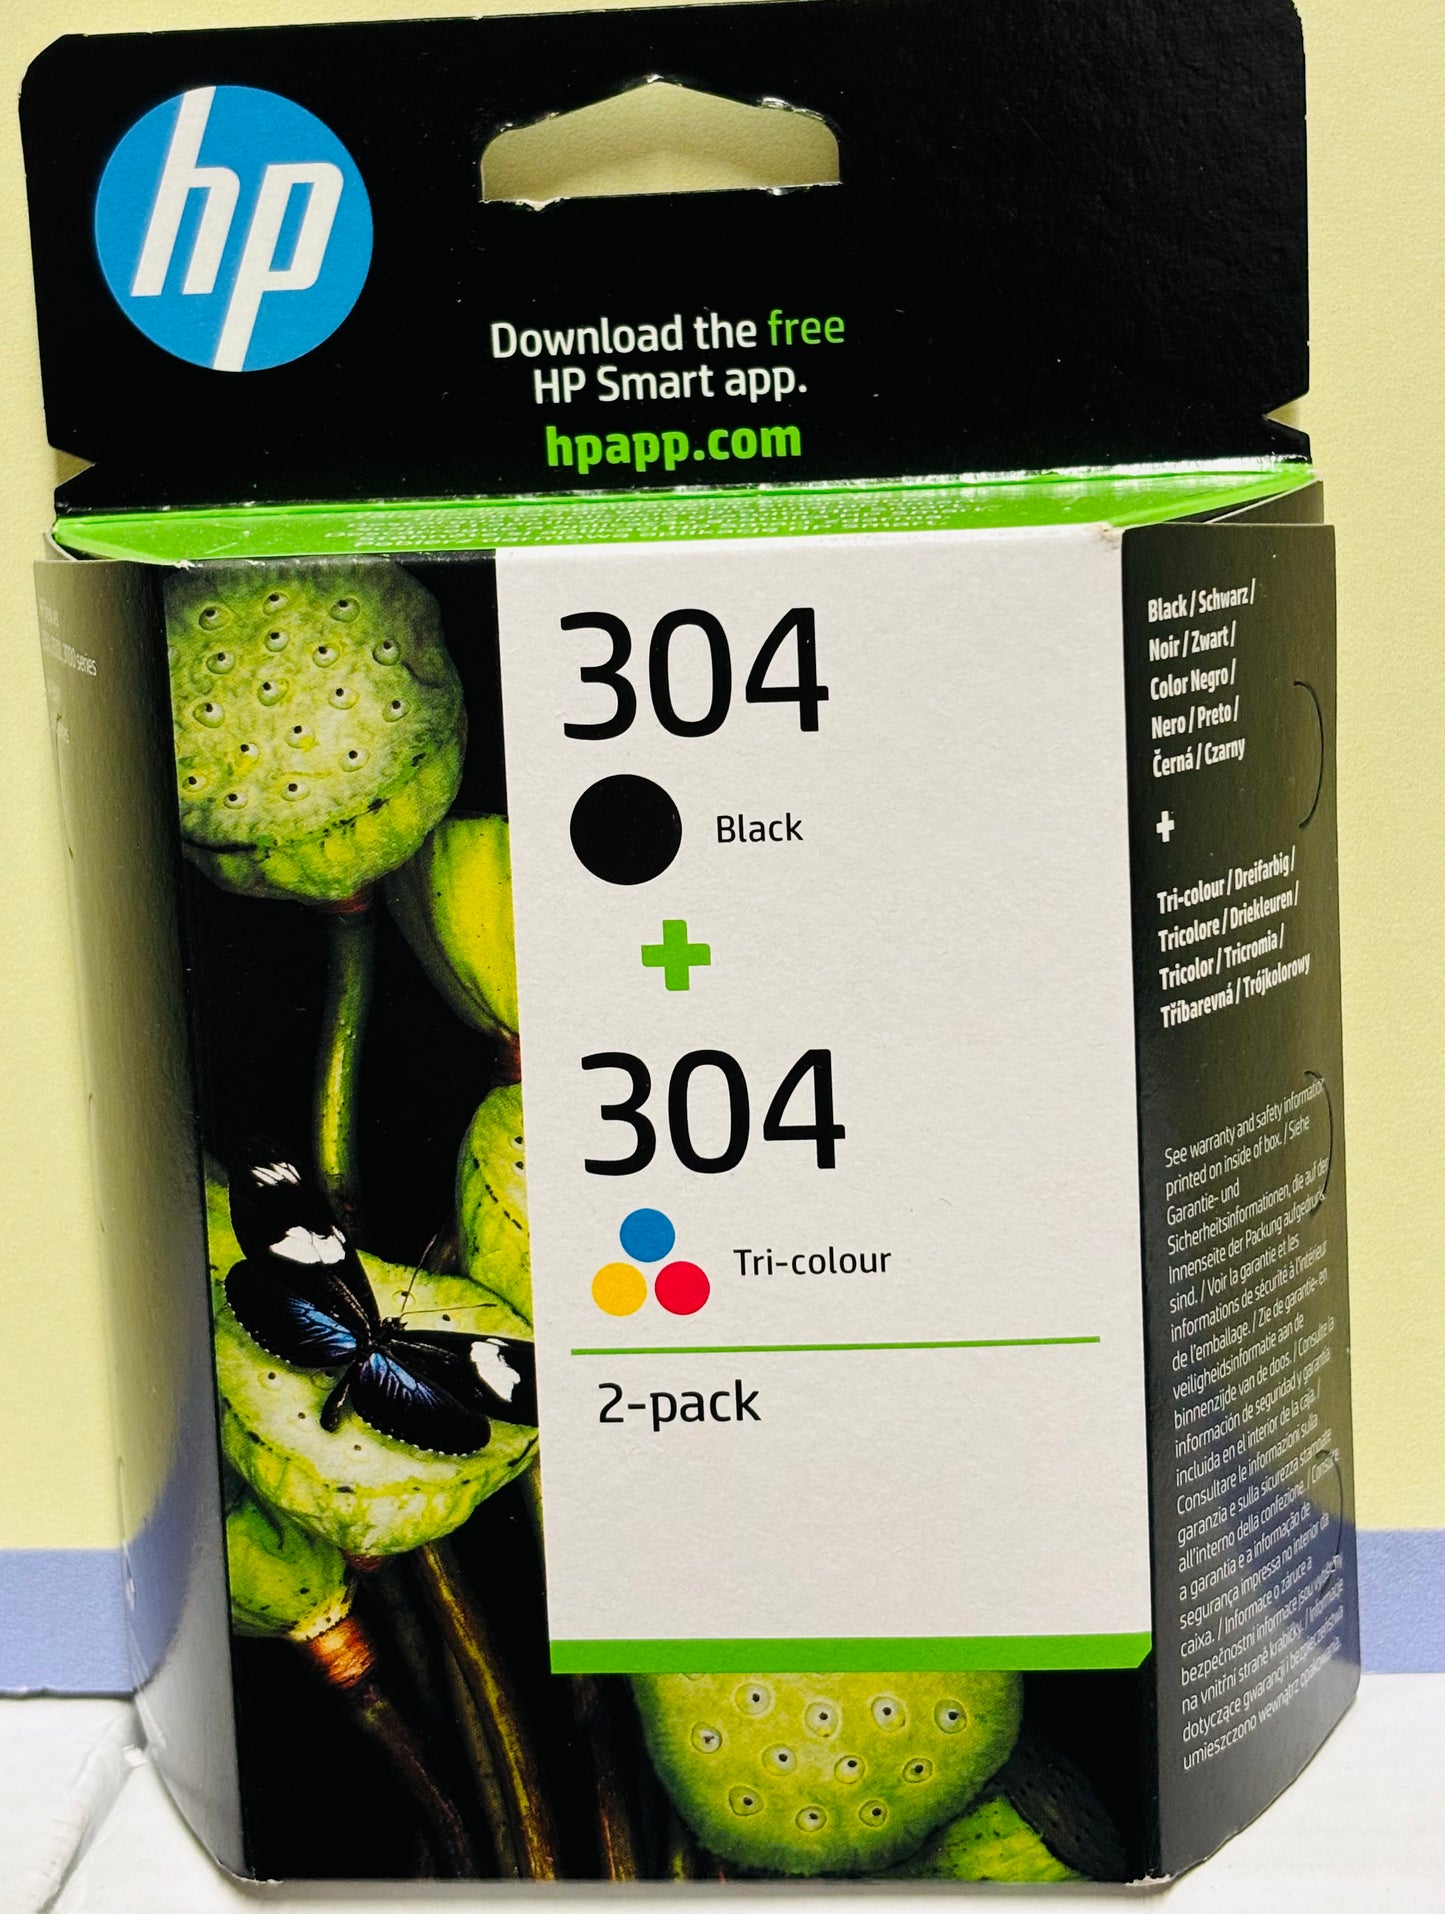 hp
Download the free
HP Smart app.
hpapp.com
3700 series
304
Black
304
Tri-colour
2-pack
Black / Schwarz /
Noir / Zwart /
Color Negro /
Nero / Preto /
Černá / Czarny
+
Tri-colour / Dreifarbig /
Tricolore / Driekleuren /
Tricolor / Tricromia /
Tříbarevná / Trójkolorowy
See warranty and safety information
printed on inside of box. / Siehe
Garantie- und
Sicherheitsinformationen, die auf der
Innenseite der Packung aufgedruckt
sind. / Voir la garantie et les
informations de sécurité à l'intérieur
de l'emballage. / Zie de garantie- en
veiligheidsinformatie aan de
binnenzijde van de doos. / Consulte la
información de seguridad y garantía
incluida en el interior de la caja. /
Consultare le informazioni sulla
garanzia e sulla sicurezza stampate
all'interno della confezione. / Consulte
a garantia e a informação de
segurança impressa no interior da
caixa. / Informace o záruce a
bezpečnostní informace jsou vytištěny
na vnitřní straně krabičky. / Informacje
dotyczące gwarancji i bezpieczeństwa
umieszczono wewnątrz opakowania.